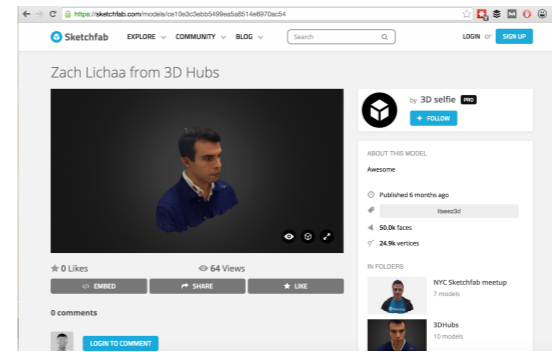 https://sketchfab.com/models/ce10e3c3ebb5499ea5a8514e6970ac54
Sketchfab
EXPLORE
COMMUNITY
BLOG
Search
LOGIN or SIGN UP
Zach Lichaa from 3D Hubs
0 Likes
64 Views
EMBED
SHARE
LIKE
0 comments
LOGIN TO COMMENT
by 3D selfie PRO
+ FOLLOW
ABOUT THIS MODEL
Awesome
Published 6 months ago
itseez3d
50.0k faces
24.9k vertices
IN FOLDERS
NYC Sketchfab meetup
7 models
3DHubs
10 models